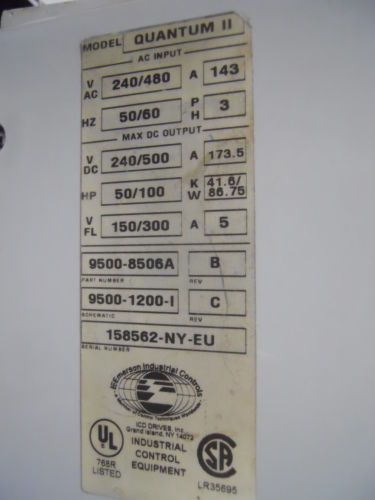 MODEL QUANTUM II
AC INPUT
V AC 240/480 A 143
HZ 50/60 PH 3
MAX DC OUTPUT
V DC 240/500 A 173.5
HP 50/100 KW 41.6/86.75
V FL 150/300 A 5
9500-8506A B
PART NUMBER REV
9500-1200-I C
SCHEMATIC REV
158562-NY-EU
SERIAL NUMBER
Emerson Industrial Controls
ICD DRIVES, Inc.
Grand Island, NY 14072
UL
768R
LISTED
INDUSTRIAL
CONTROL
EQUIPMENT
SA
LR35695